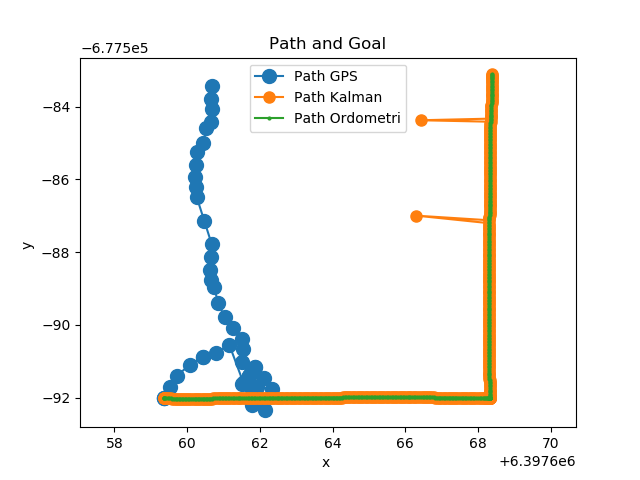 Path and Goal
−6.775e5
Path GPS
Path Kalman
Path Ordometri
−84
−86
−88
−90
−92
y
58
60
62
64
66
68
70
x
+6.3976e6